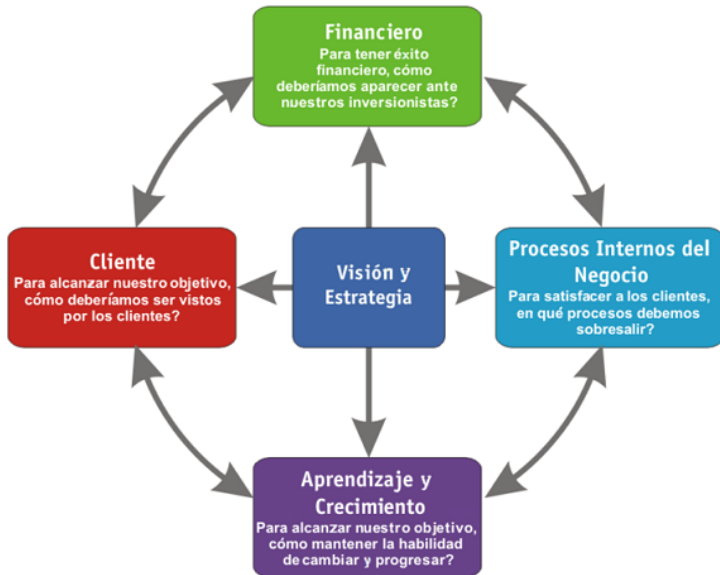 Financiero
Para tener éxito
financiero, cómo
deberíamos aparecer ante
nuestros inversionistas?
Cliente
Para alcanzar nuestro objetivo,
cómo deberíamos ser vistos
por los clientes?
Visión y
Estrategia
Procesos Internos del
Negocio
Para satisfacer a los clientes,
en qué procesos debemos
sobresalir?
Aprendizaje y
Crecimiento
Para alcanzar nuestro objetivo,
cómo mantener la habilidad
de cambiar y progresar?